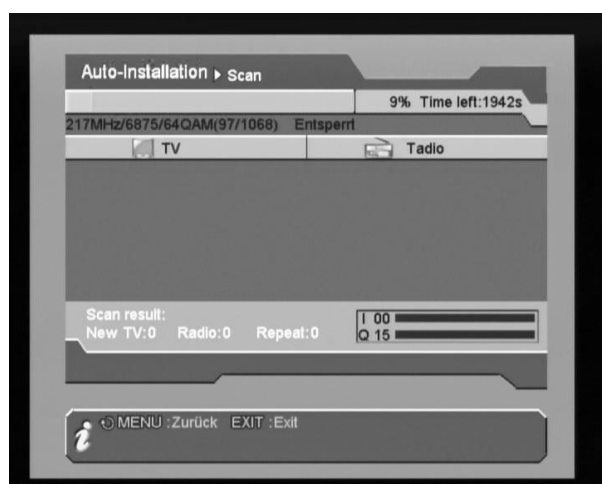 Auto-Installation ▸ Scan
9% Time left:1942s
217MHz/6875/64QAM(97/1068) Entsperrt
TV Tadio
Scan result:
New TV:0 Radio:0 Repeat:0
I 00
Q 15
MENU :Zurück EXIT :Exit